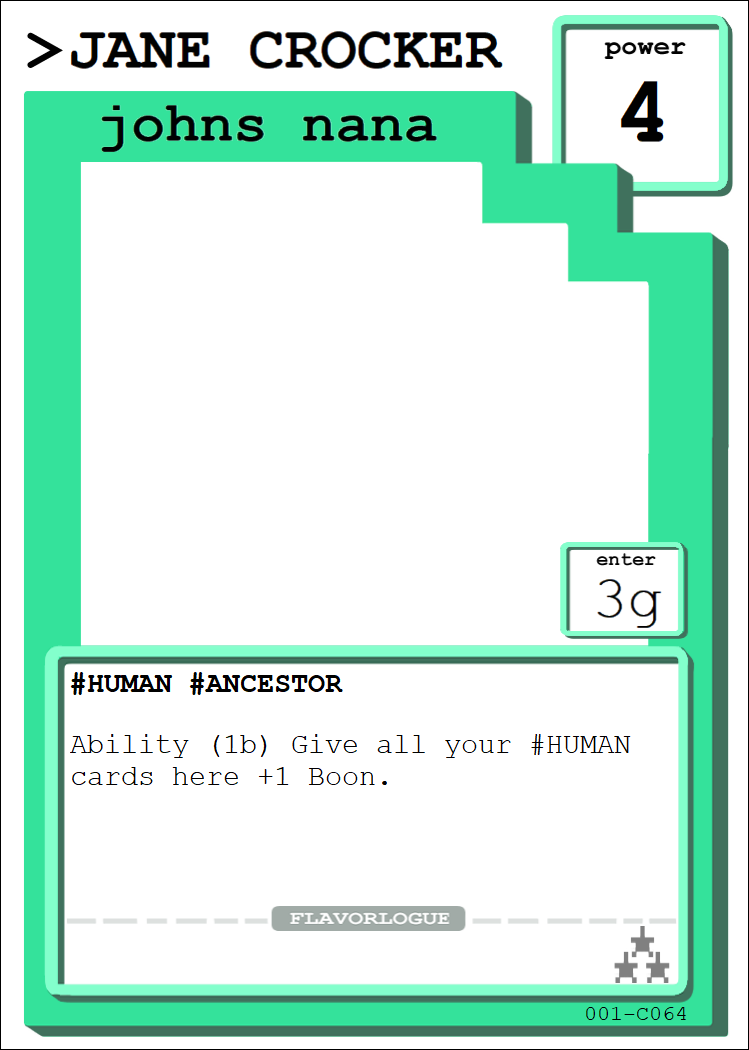 >JANE CROCKER
power
4
johns nana
enter
3g
#HUMAN #ANCESTOR
Ability (1b) Give all your #HUMAN
cards here +1 Boon.
FLAVORLOGUE
001-C064